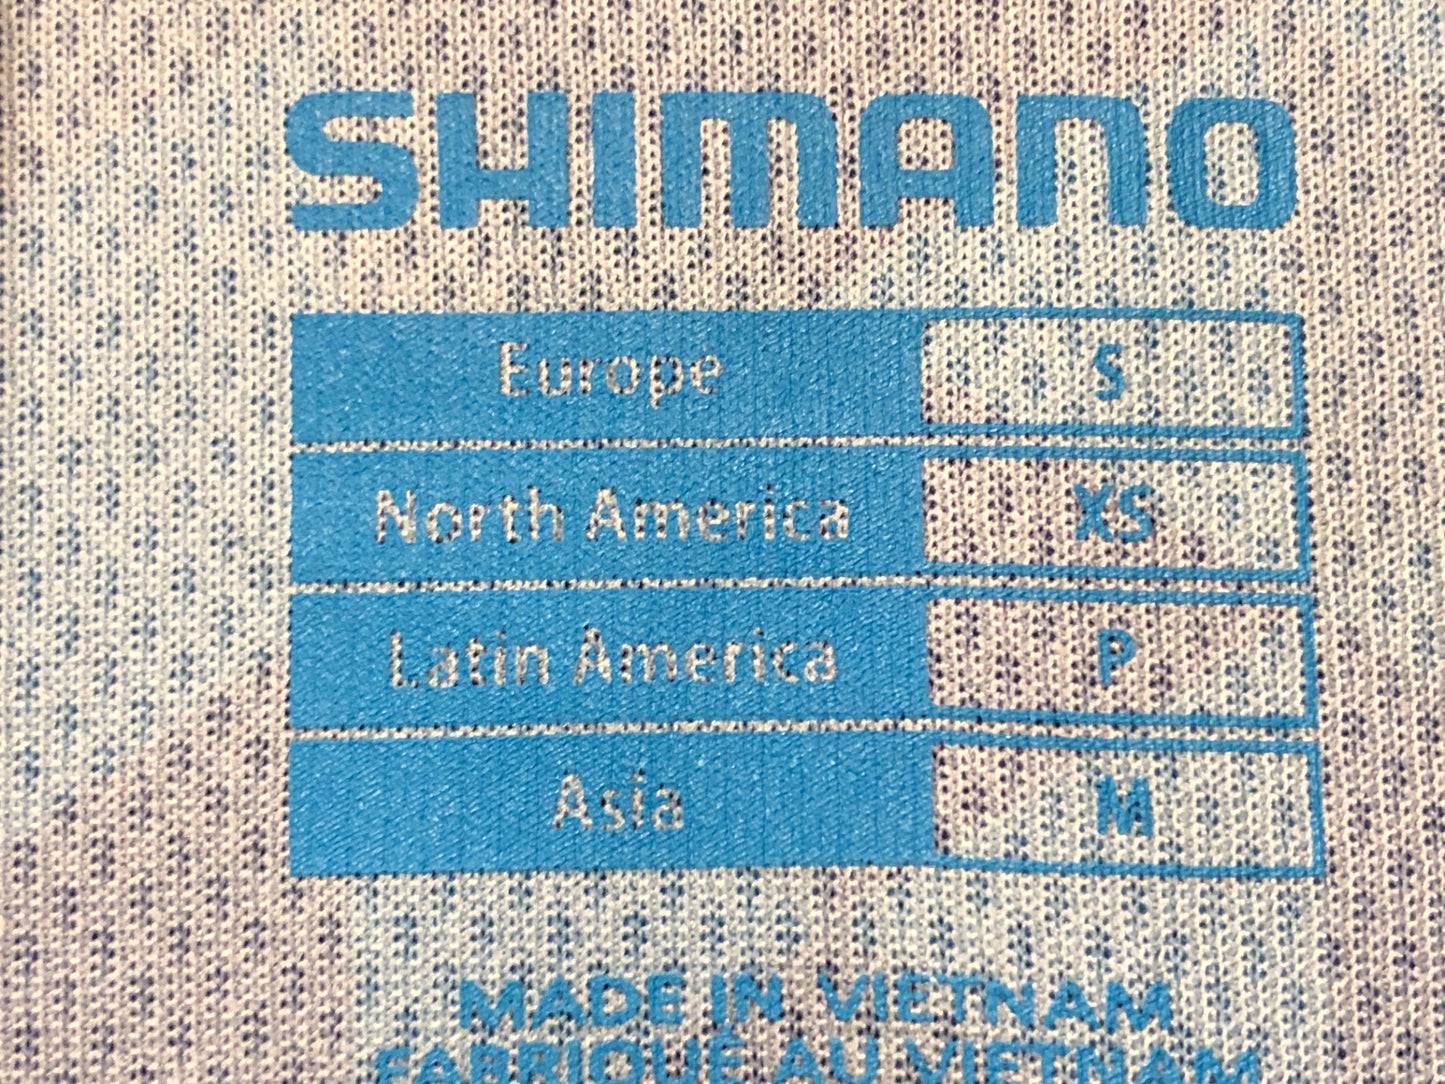 SHIMANO
Europe S
North America XS
Latin America P
Asia M
MADE IN VIETNAM
FABRIQUÉ AU VIETNAM